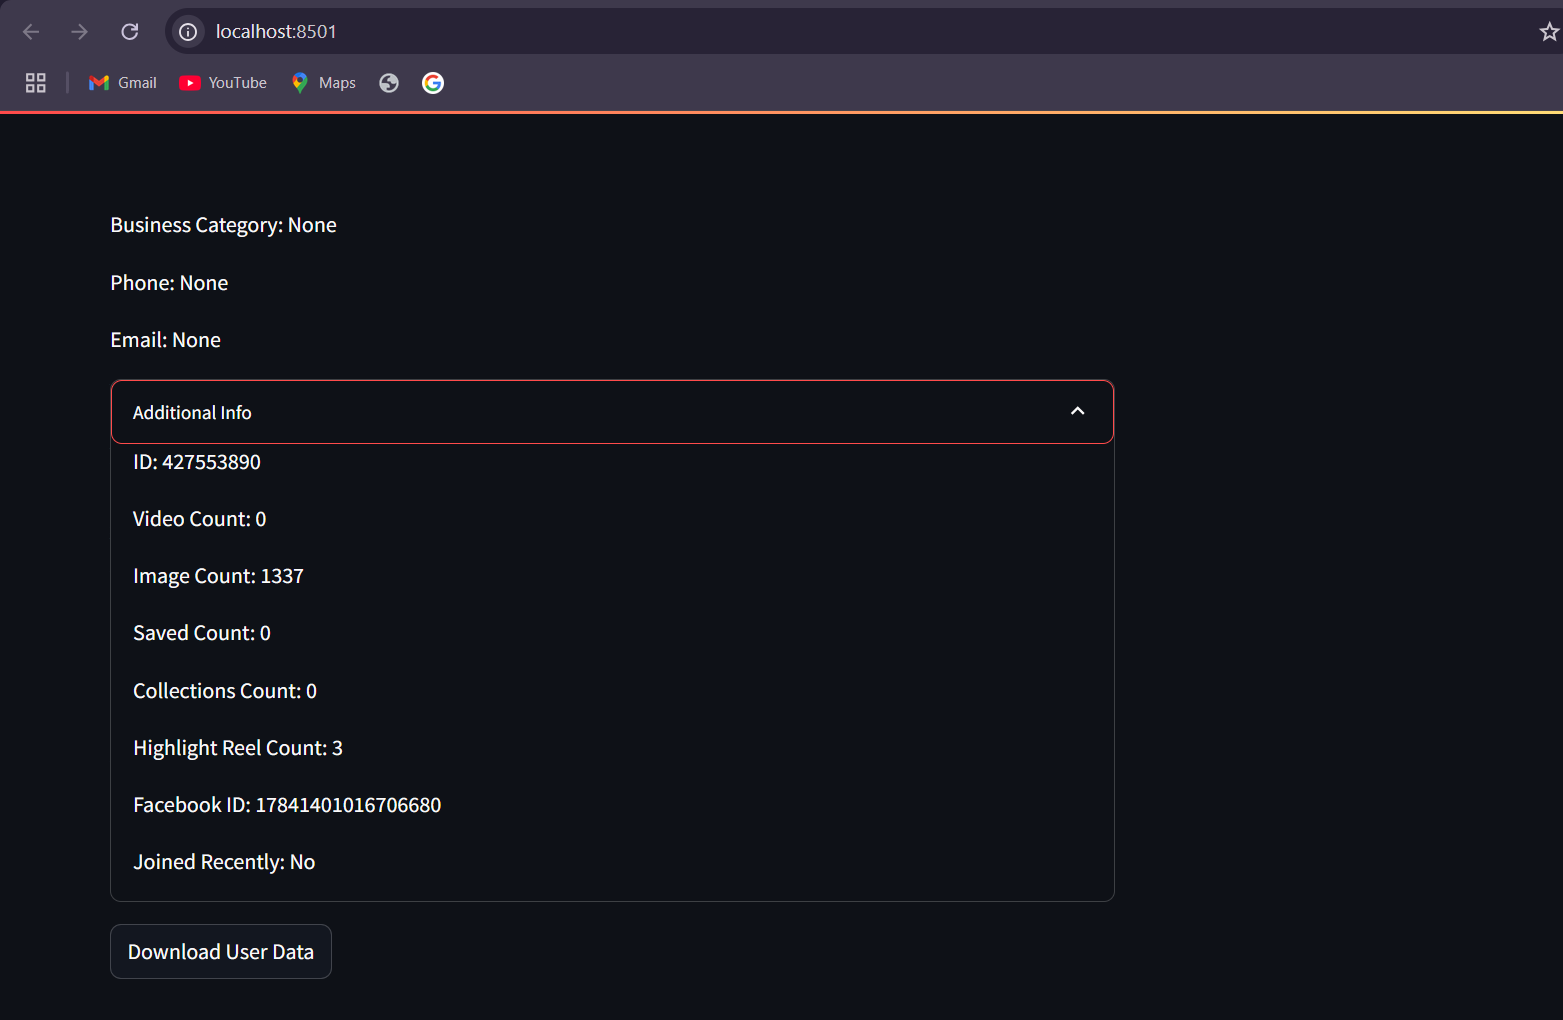 localhost:8501
Gmail YouTube Maps
Business Category: None
Phone: None
Email: None
Additional Info
ID: 427553890
Video Count: 0
Image Count: 1337
Saved Count: 0
Collections Count: 0
Highlight Reel Count: 3
Facebook ID: 17841401016706680
Joined Recently: No
Download User Data